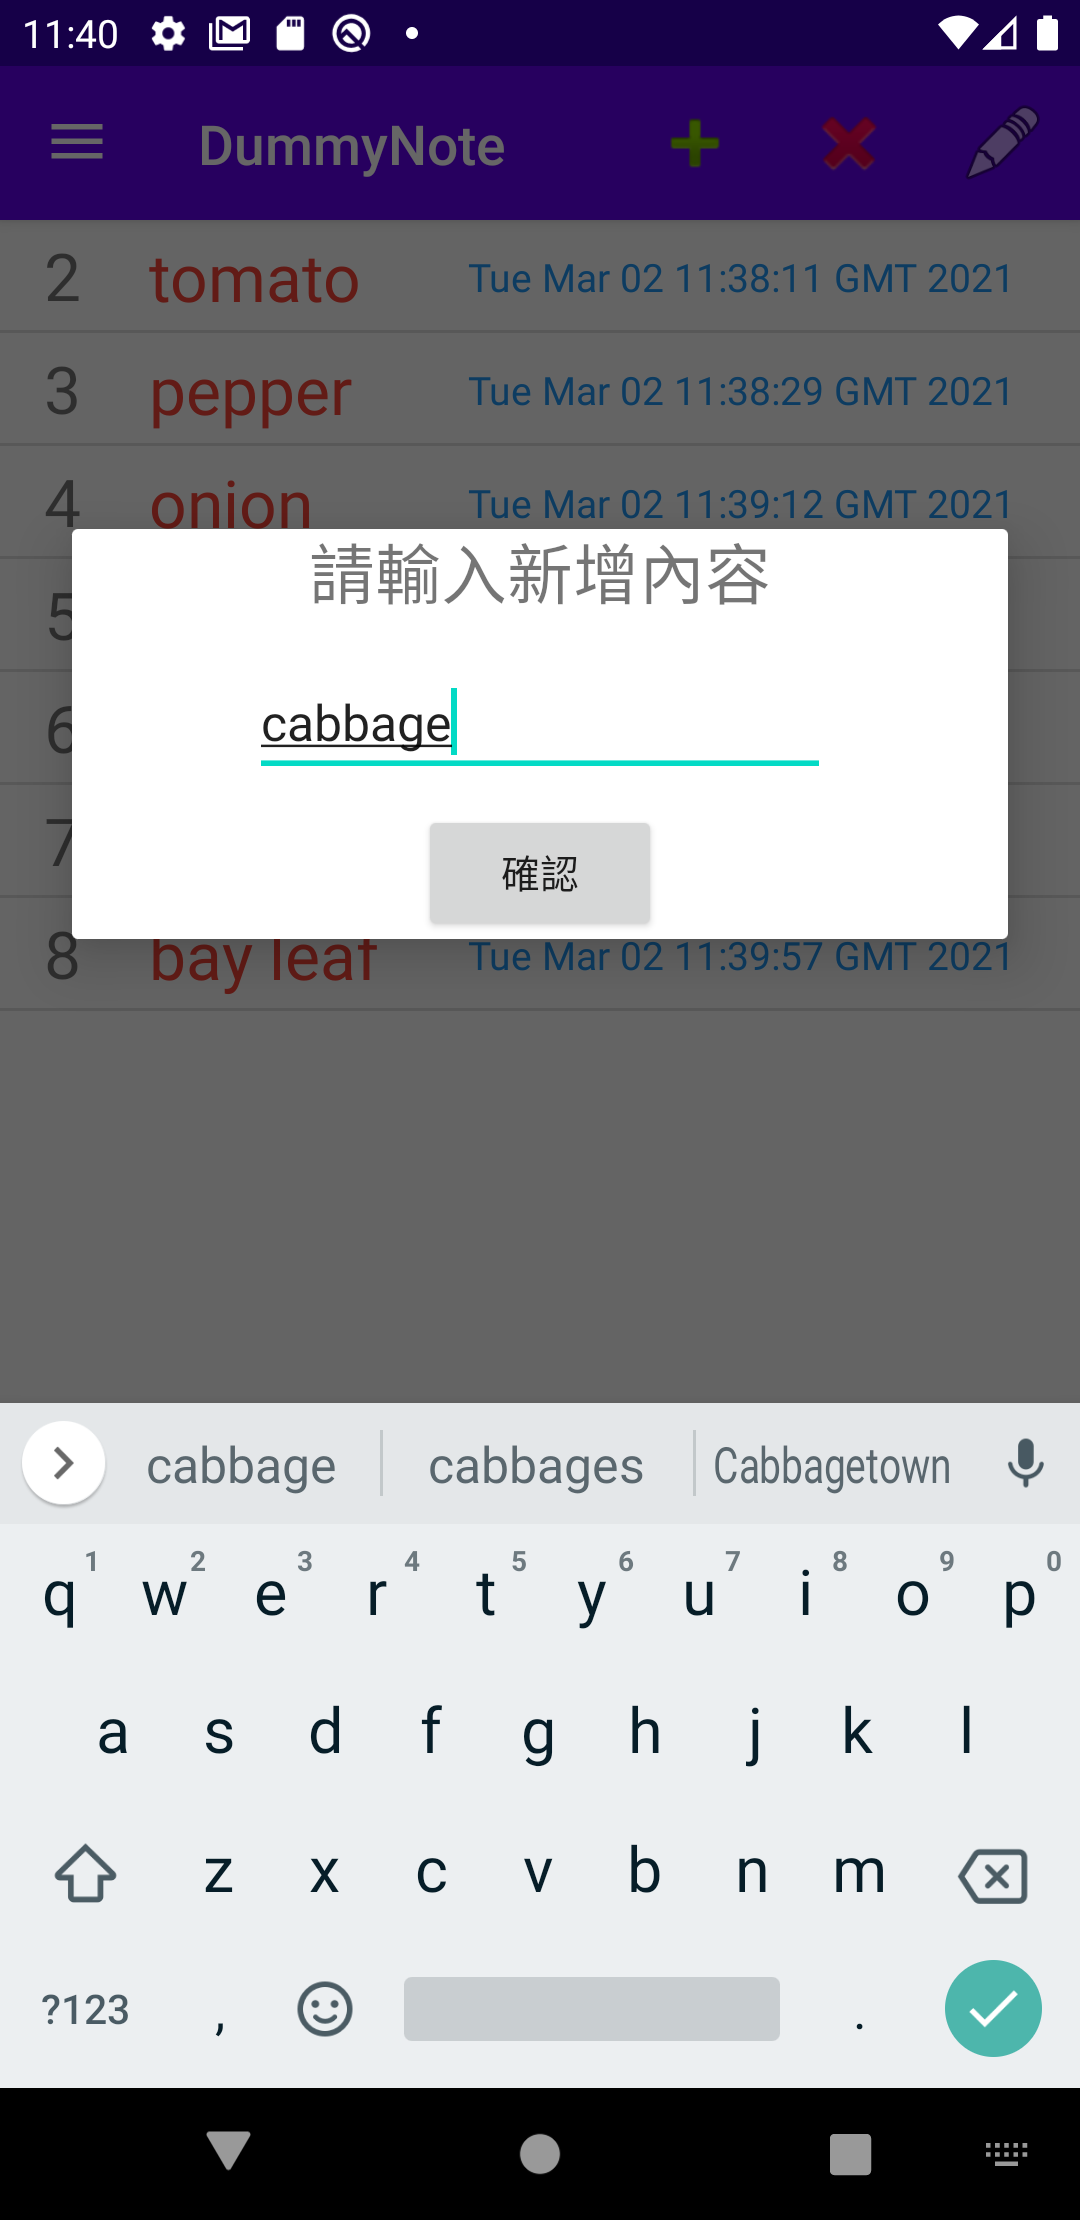 11:40
DummyNote
2 tomato Tue Mar 02 11:38:11 GMT 2021
3 pepper Tue Mar 02 11:38:29 GMT 2021
4 onion Tue Mar 02 11:39:12 GMT 2021
請輸入新增內容
5
6
cabbage
7
確認
8 bay leaf Tue Mar 02 11:39:57 GMT 2021
cabbage cabbages Cabbagetown
1 2 3 4 5 6 7 8 9 0
q w e r t y u i o p
a s d f g h j k l
z x c v b n m
?123 , .